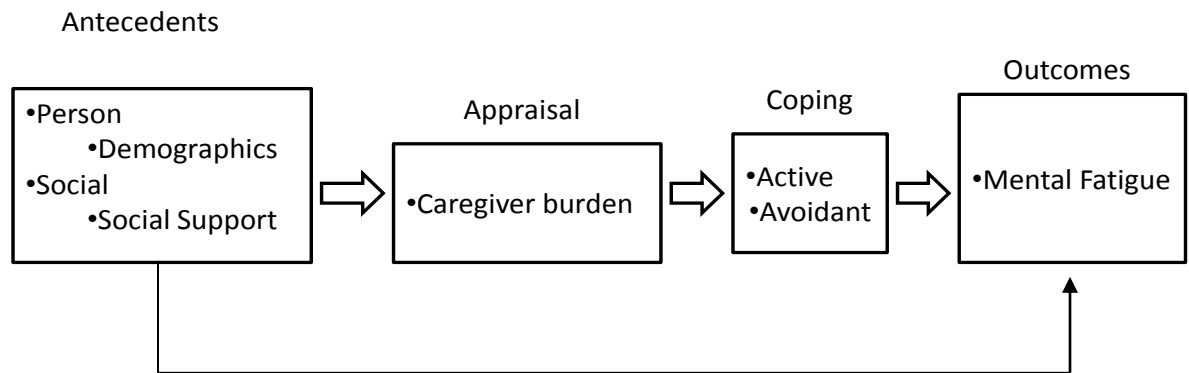 Antecedents
•Person
•Demographics
•Social
•Social Support
Appraisal
•Caregiver burden
Coping
•Active
•Avoidant
Outcomes
•Mental Fatigue